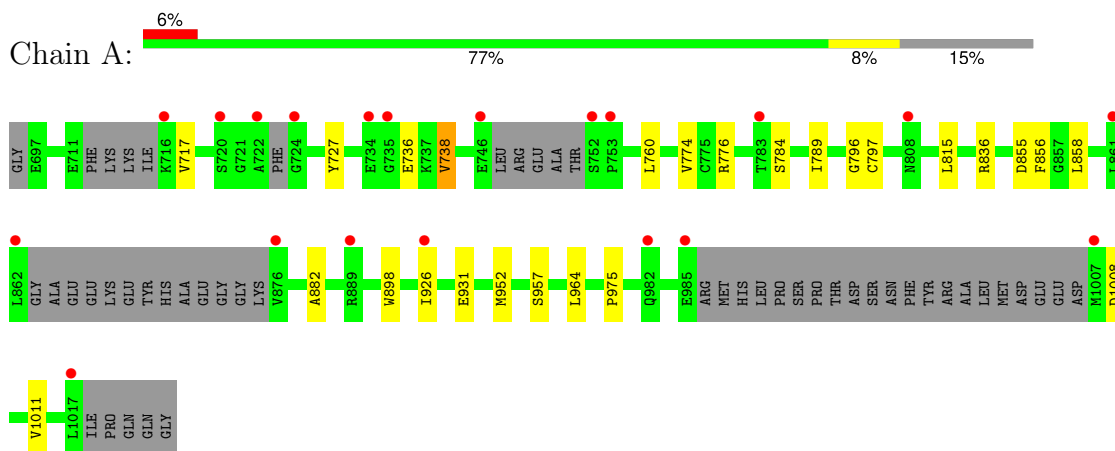 6%
Chain A:
77% 8% 15%
GLY E697 E711 PHE LYS LYS ILE K716 V717 S720 G721 A722 PHE G724 Y727 E734 G735 E736 K737 V738 E746 LEU ARG GLU ALA THR S752 P753 L760 V774 C775 R776 T783 S784 I789 G796 C797 N808 L815 R836 D855 F856 G857 L858 L861
L862 GLY ALA GLU GLU LYS GLU TYR HIS ALA GLU GLY GLY LYS V876 A882 R889 W898 I926 E931 M952 S957 L964 P975 Q982 E985 ARG MET HIS LEU PRO SER PRO THR ASP SER ASN PHE TYR ARG ALA LEU MET ASP GLU GLU ASP M1007 D1008
V1011 L1017 ILE PRO GLN GLN GLY